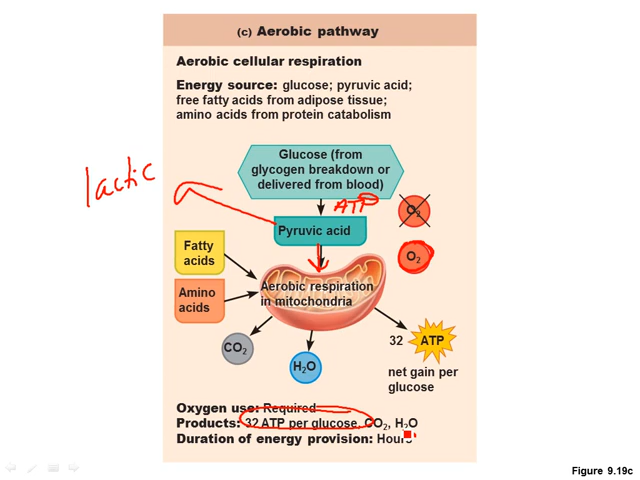 (c) Aerobic pathway
Aerobic cellular respiration
Energy source: glucose; pyruvic acid;
free fatty acids from adipose tissue;
amino acids from protein catabolism
Glucose (from
glycogen breakdown or
delivered from blood)
lactic
ATP
O2
Pyruvic acid
Fatty
acids
O2
Amino
acids
Aerobic respiration
in mitochondria
CO2
H2O
32 ATP
net gain per
glucose
Oxygen use: Required
Products: 32 ATP per glucose, CO2, H2O
Duration of energy provision: Hours
Figure 9.19c